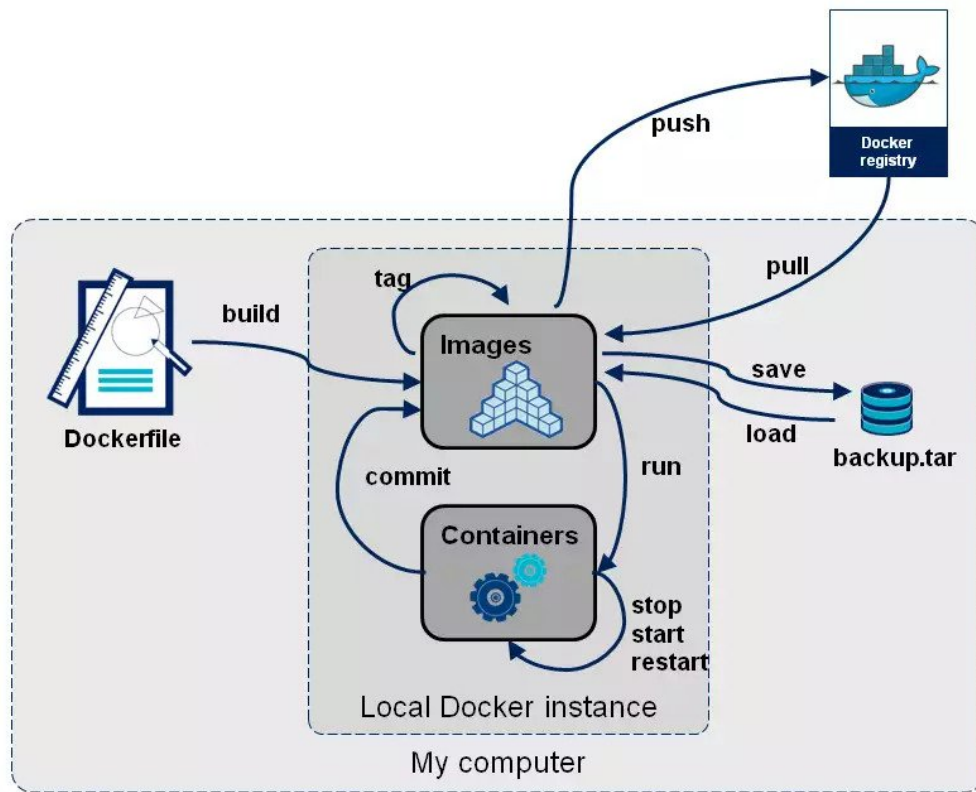 push
Docker
registry
pull
tag
build
Images
save
load
Dockerfile
backup.tar
commit
run
Containers
stop
start
restart
Local Docker instance
My computer